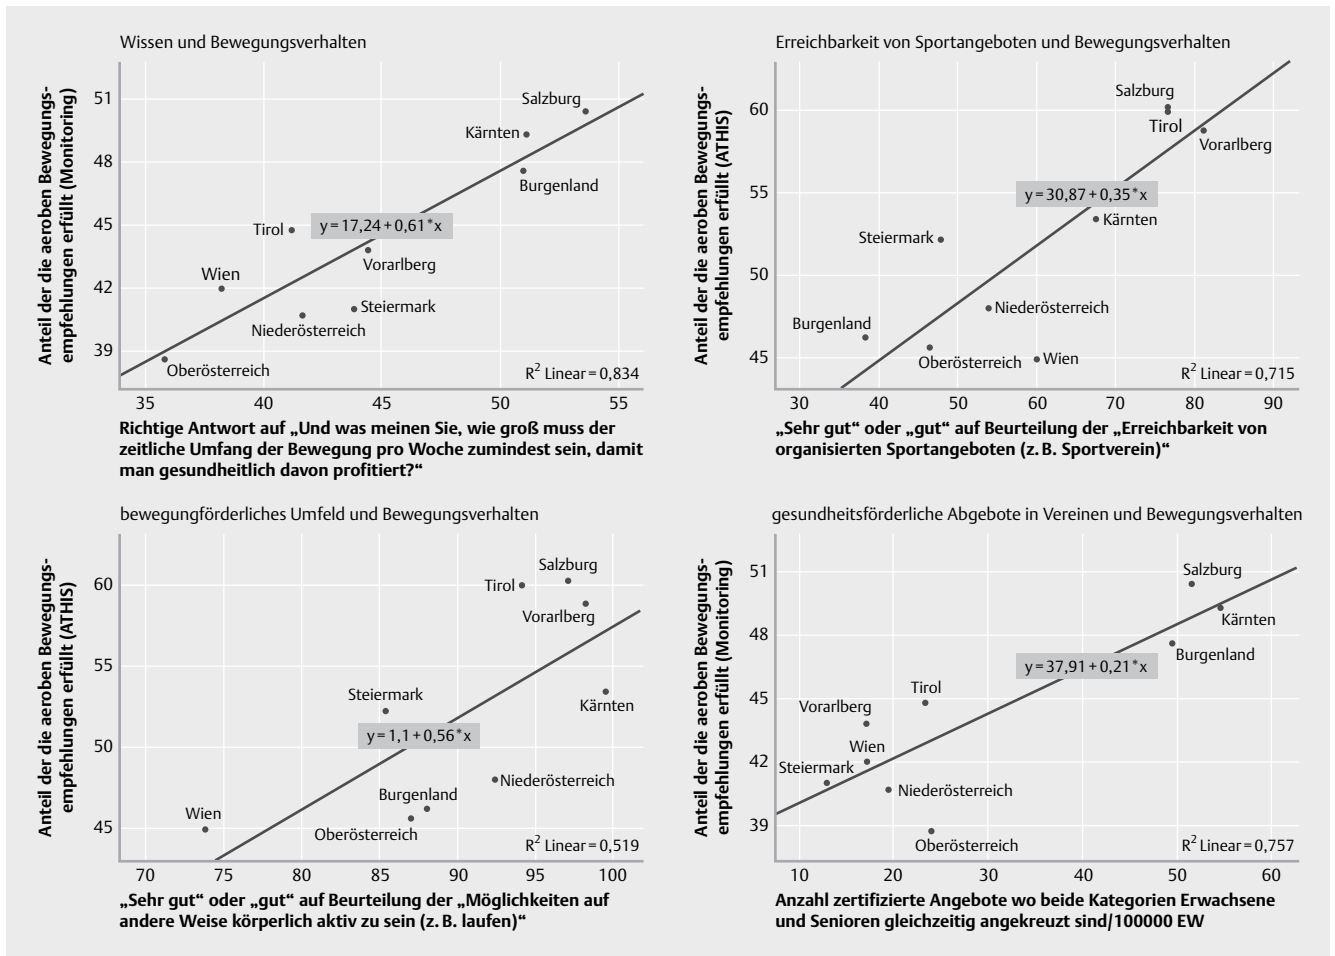 Wissen und Bewegungsverhalten
Anteil der die aeroben Bewegungs-
empfehlungen erfüllt (Monitoring)
51
48
45
42
39
Salzburg
Kärnten
Burgenland
Tirol
y = 17,24 + 0,61 * x
Vorarlberg
Wien
Steiermark
Niederösterreich
Oberösterreich
R² Linear = 0,834
35 40 45 50 55
Richtige Antwort auf „Und was meinen Sie, wie groß muss der
zeitliche Umfang der Bewegung pro Woche zumindest sein, damit
man gesundheitlich davon profitiert?“
Erreichbarkeit von Sportangeboten und Bewegungsverhalten
Anteil der die aeroben Bewegungs-
empfehlungen erfüllt (ATHIS)
60
55
50
45
Salzburg
Tirol
Vorarlberg
y = 30,87 + 0,35 * x
Kärnten
Steiermark
Niederösterreich
Burgenland
Oberösterreich
Wien
R² Linear = 0,715
30 40 50 60 70 80 90
„Sehr gut“ oder „gut“ auf Beurteilung der „Erreichbarkeit von
organisierten Sportangeboten (z. B. Sportverein)“
bewegungförderliches Umfeld und Bewegungsverhalten
Anteil der die aeroben Bewegungs-
empfehlungen erfüllt (ATHIS)
60
55
50
45
Salzburg
Tirol
Vorarlberg
Steiermark
Kärnten
y = 1,1 + 0,56 * x
Niederösterreich
Burgenland
Wien
Oberösterreich
R² Linear = 0,519
70 75 80 85 90 95 100
„Sehr gut“ oder „gut“ auf Beurteilung der „Möglichkeiten auf
andere Weise körperlich aktiv zu sein (z. B. laufen)“
gesundheitsförderliche Abgebote in Vereinen und Bewegungsverhalten
Anteil der die aeroben Bewegungs-
empfehlungen erfüllt (Monitoring)
51
48
45
42
39
Salzburg
Kärnten
Burgenland
y = 37,91 + 0,21 * x
Tirol
Vorarlberg
Wien
Steiermark
Niederösterreich
Oberösterreich
R² Linear = 0,757
10 20 30 40 50 60
Anzahl zertifizierte Angebote wo beide Kategorien Erwachsene
und Senioren gleichzeitig angekreuzt sind/100000 EW